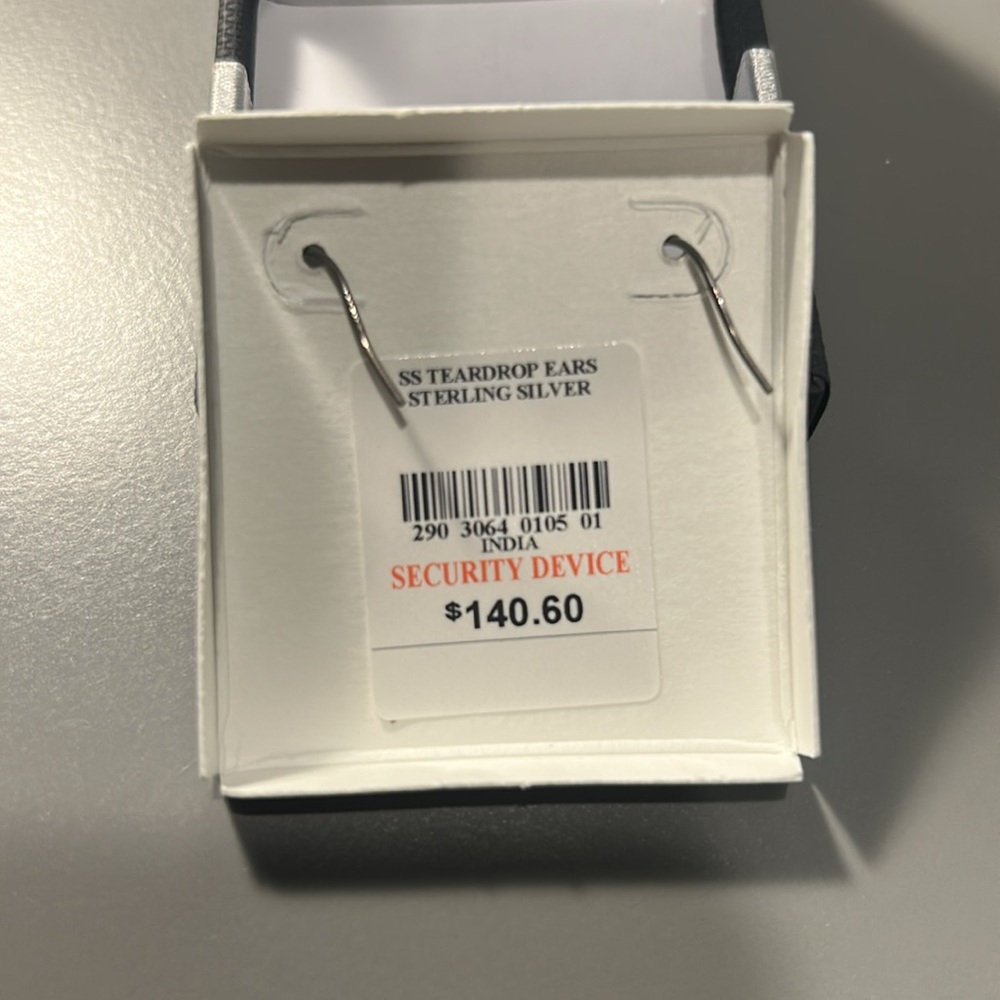 SS TEARDROP EARS
STERLING SILVER
290 3064 0105 01
INDIA
SECURITY DEVICE
$140.60